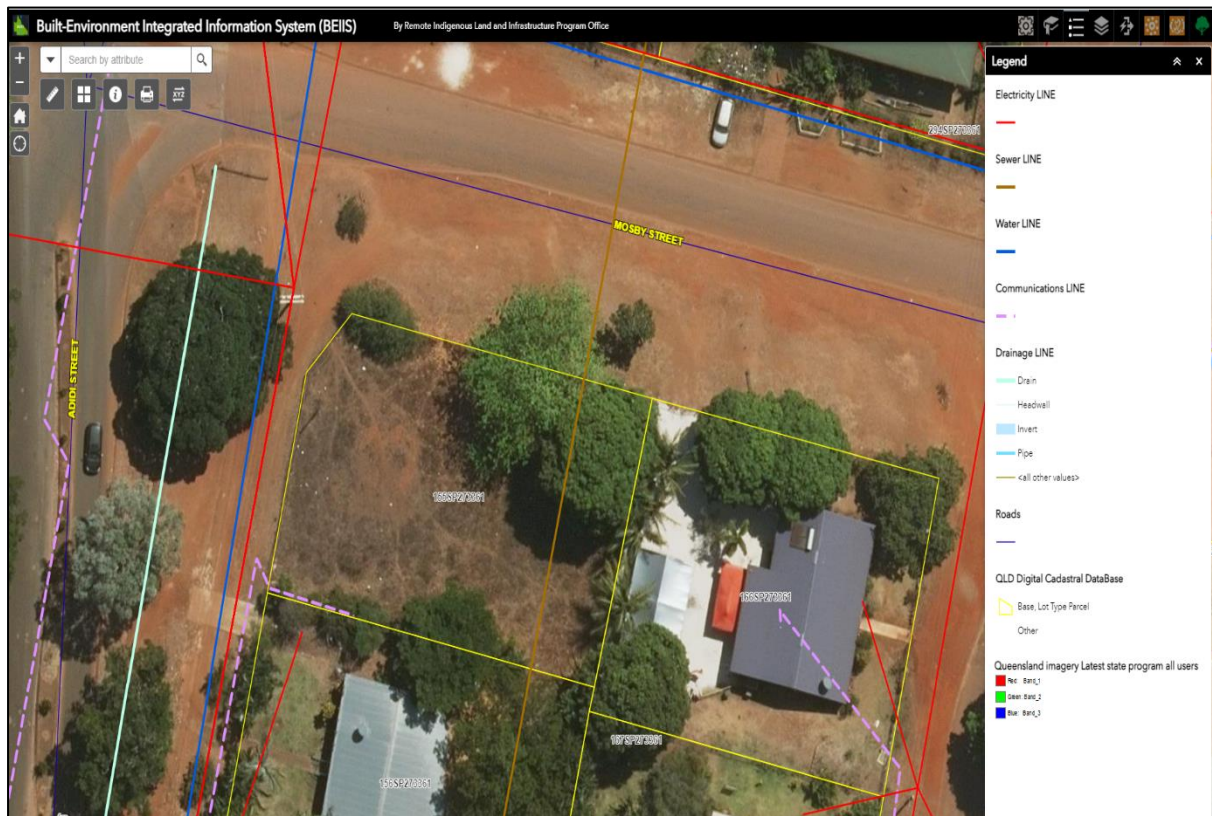 Built-Environment Integrated Information System (BEIIS)
By Remote Indigenous Land and Infrastructure Program Office
Search by attribute
XYZ
MOSBY STREET
ADIDI STREET
Legend
Electricity LINE
Sewer LINE
Water LINE
Communications LINE
Drainage LINE
Drain
Headwall
Invert
Pipe
<all other values>
Roads
QLD Digital Cadastral DataBase
Base, Lot Type Parcel
Other
Queensland imagery Latest state program all users
Red: Band_1
Green: Band_2
Blue: Band_3